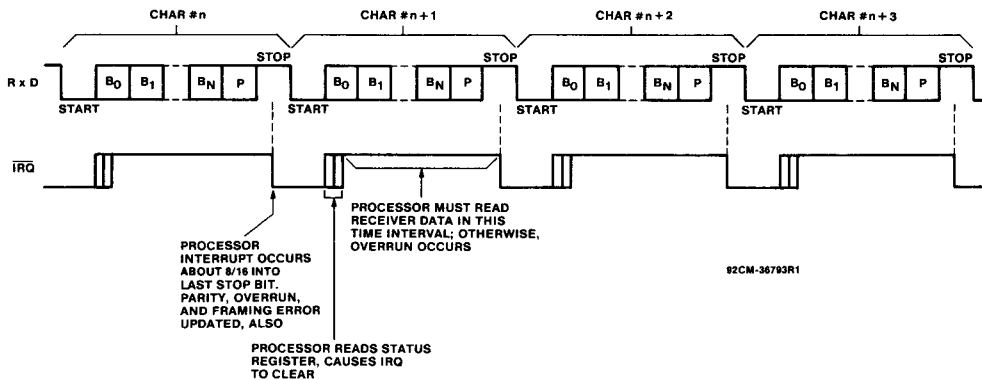 CHAR #n CHAR #n+1 CHAR #n+2 CHAR #n+3
STOP STOP STOP STOP
R x D B0 B1 BN P B0 B1 BN P B0 B1 BN P B0 B1 BN P
START START START START
IRQ
PROCESSOR
INTERRUPT OCCURS
ABOUT 8/16 INTO
LAST STOP BIT.
PARITY, OVERRUN,
AND FRAMING ERROR
UPDATED, ALSO
PROCESSOR READS STATUS
REGISTER, CAUSES IRQ
TO CLEAR
PROCESSOR MUST READ
RECEIVER DATA IN THIS
TIME INTERVAL; OTHERWISE,
OVERRUN OCCURS
92CM-36793R1